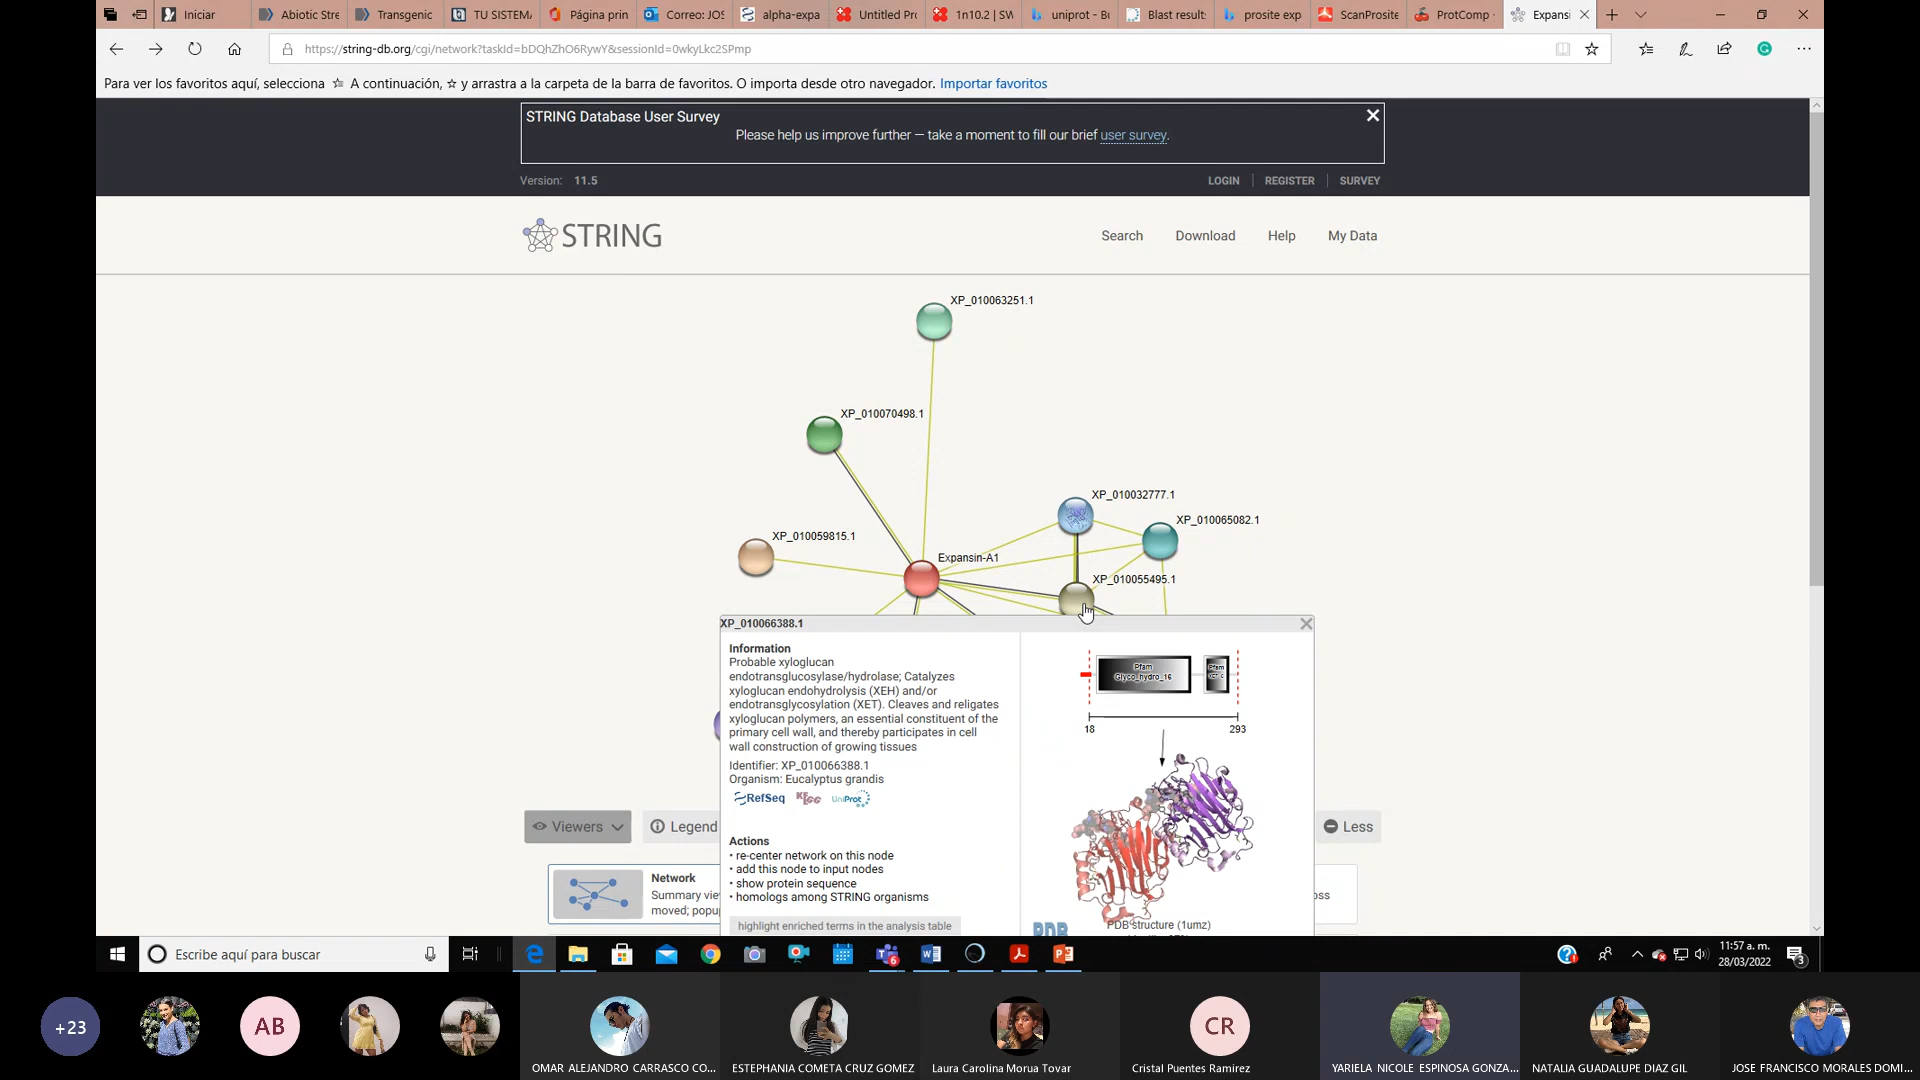 Iniciar
Abiotic Stre
Transgenic
TU SISTEMA
Página prin
Correo: JOS
alpha-expa
Untitled Pro
1n10.2 | SW
uniprot - Bu
Blast results
prosite exp
ScanProsite
ProtComp -
Expansi
https://string-db.org/cgi/network?taskId=bDQhZhO6RywY&sessionId=0wkyLkc2SPmp
Para ver los favoritos aquí, selecciona
A continuación,
y arrastra a la carpeta de la barra de favoritos. O importa desde otro navegador. Importar favoritos
STRING Database User Survey
Please help us improve further — take a moment to fill our brief user survey.
Version: 11.5
LOGIN | REGISTER | SURVEY
STRING
Search Download Help My Data
XP_010063251.1
XP_010070498.1
XP_010032777.1
XP_010065082.1
XP_010059815.1
Expansin-A1
XP_010055495.1
XP_010066388.1
Information
Probable xyloglucan
endotransglucosylase/hydrolase; Catalyzes
xyloglucan endohydrolysis (XEH) and/or
endotransglycosylation (XET). Cleaves and religates
xyloglucan polymers, an essential constituent of the
primary cell wall, and thereby participates in cell
wall construction of growing tissues
Identifier: XP_010066388.1
Organism: Eucalyptus grandis
RefSeq KEGG UniProt
Actions
• re-center network on this node
• add this node to input nodes
• show protein sequence
• homologs among STRING organisms
highlight enriched terms in the analysis table
Pfam
Glyco_hydro_16
Pfam
18
293
PDB
PDB structure (1umz)
Viewers
Legend
Less
Network
Summary vie
moved; popu
oss
Escribe aquí para buscar
6
11:57 a. m.
28/03/2022
3
+23
AB
CR
OMAR ALEJANDRO CARRASCO CO...
ESTEPHANIA COMETA CRUZ GOMEZ
Laura Carolina Morua Tovar
Cristal Puentes Ramirez
YARIELA NICOLE ESPINOSA GONZA...
NATALIA GUADALUPE DIAZ GIL
JOSE FRANCISCO MORALES DOMI...